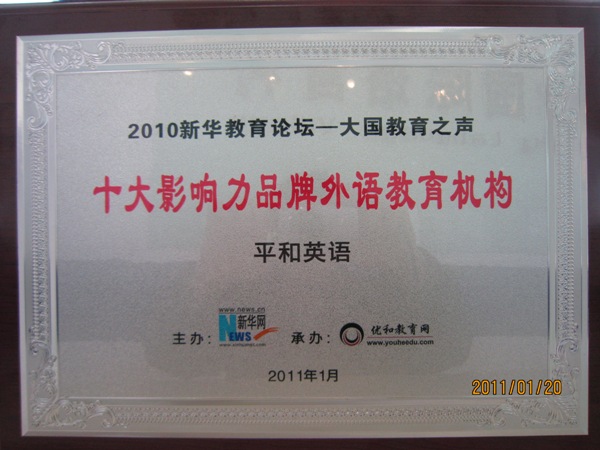 2010新华教育论坛—大国教育之声
十大影响力品牌外语教育机构
平和英语
www.news.cn
主办：NEWS 新华网 承办：优和教育网
www.youheedu.com
2011年1月
2011/01/20